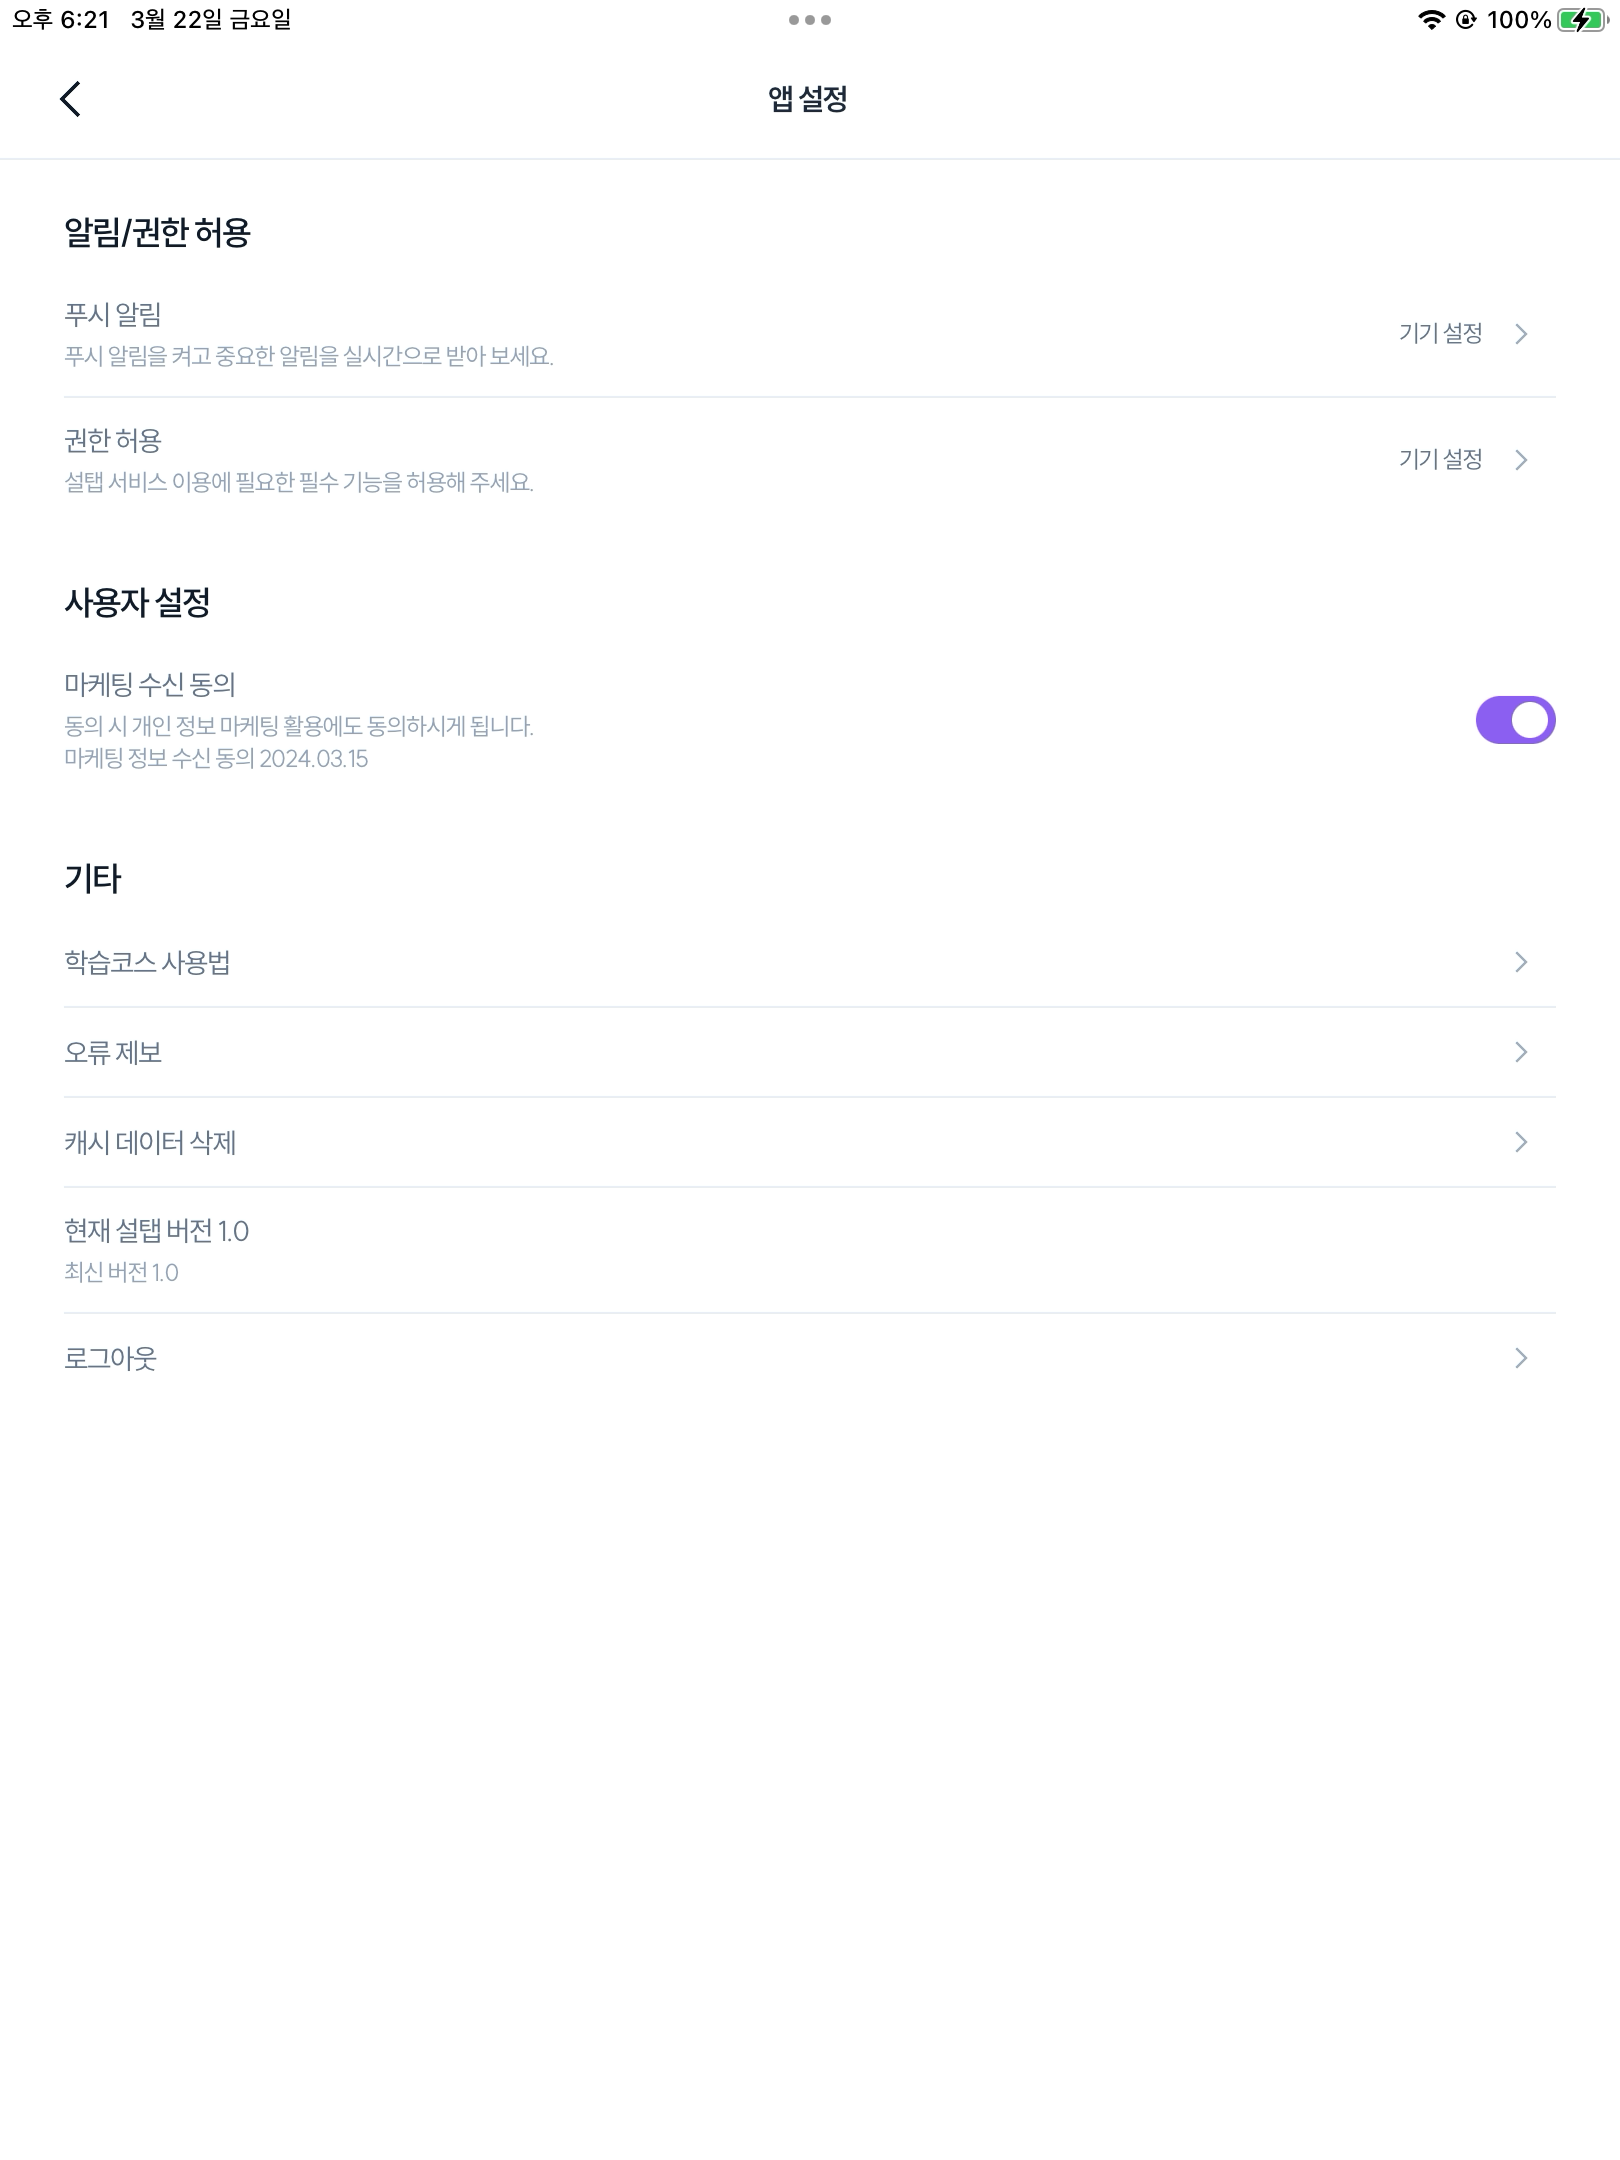 오후 6:21 3월 22일 금요일
100%
앱 설정
알림/권한 허용
푸시 알림
푸시 알림을 켜고 중요한 알림을 실시간으로 받아 보세요.
기기 설정
권한 허용
설탭 서비스 이용에 필요한 필수 기능을 허용해 주세요.
기기 설정
사용자 설정
마케팅 수신 동의
동의 시 개인 정보 마케팅 활용에도 동의하시게 됩니다.
마케팅 정보 수신 동의 2024.03.15
기타
학습코스 사용법
오류 제보
캐시 데이터 삭제
현재 설탭 버전 1.0
최신 버전 1.0
로그아웃